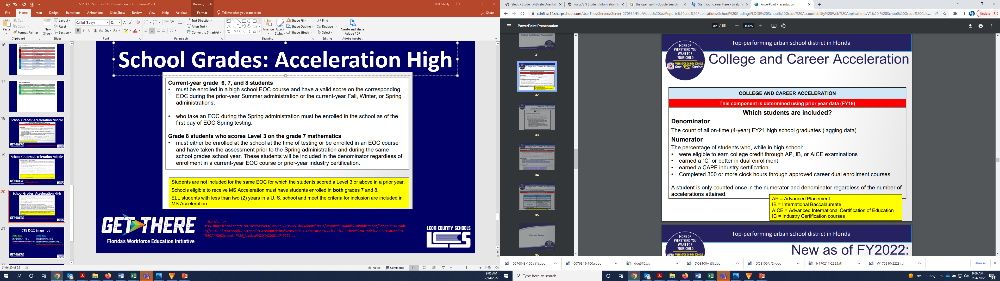 22.23 LCS Summer CTE Presentation.pptx - PowerPoint
Drawing Tools
Bell, Shelly
File Home Insert Design Transitions Animations Slide Show Review View Help Acrobat Format Tell me what you want to do Share
Paste
Cut
Copy
Format Painter
Clipboard
New Slide
Layout
Reset
Section
Slides
Calibri (Body) 62
Font
Text Direction
Align Text
Convert to SmartArt
Paragraph
Arrange
Quick Styles
Shape Fill
Shape Outline
Shape Effects
Drawing
Find
Replace
Select
Editing
Create and Share Adobe PDF
Adobe Acrobat
16
17
18
School Grades: Acceleration Middle
GET THERE
19
School Grades: Acceleration Middle
GET THERE
20
School Grades: Acceleration High
GET THERE
21
CTE K-12 Snapshot
2020-2021 2021-2022
GET THERE
School Grades: Acceleration High
Current-year grade 6, 7, and 8 students
• must be enrolled in a high school EOC course and have a valid score on the corresponding
EOC during the prior-year Summer administration or the current-year Fall, Winter, or Spring
administrations;
• who take an EOC during the Spring administration must be enrolled in the school as of the
first day of EOC Spring testing.
Grade 8 students who scores Level 3 on the grade 7 mathematics
• must either be enrolled at the school at the time of testing or be enrolled in an EOC course
and have taken the assessment prior to the Spring administration and during the same
school grades school year. These students will be included in the denominator regardless of
enrollment in a current-year EOC course or prior-year industry certification.
Students are not included for the same EOC for which the students scored a Level 3 or above in a prior year.
Schools eligible to receive MS Acceleration must have students enrolled in both grades 7 and 8.
ELL students with less than two (2) years in a U. S. school and meet the criteria for inclusion are included in
MS Acceleration.
GET THERE
Florida's Workforce Education Initiative
https://cdn5-
ss14.sharpschool.com/UserFiles/Servers/Server_270532/File/About%20Us/Reports%20and%20Publications/School%20Gradi
ng/FLDOE%20School%20Grade%20Accountability%20Web%20Applications/V2%20-%20School%20Grade%20Calculation%20-
%20All%20Schools-FY22_Update%20-%2002-17-2022.pdf
LEON COUNTY SCHOOLS
LCS
Slide 20 of 23
Notes Comments 114%
9:06 AM
7/14/2022
Steps - Student-Athlete Orientat
Focus/SIS Student Information Sy
the open golf - Google Search
Start Your Career Here - Lively Te
PowerPoint Presentation
cdn5-ss14.sharpschool.com/UserFiles/Servers/Server_270532/File/About%20Us/Reports%20and%20Publications/School%20Grading/FLDOE%20School%20Grade%20Accountability%20Web%20Applications/V2%20-%20School%20Grade%20Calc...
Update
PowerPoint Presentation
32 / 55
100%
College and Career Acceleration
31
32
33
34
35
Percent Tested
36
Top-performing urban school district in Florida
MORE OF
EVERYTHING YOU
WANT FOR
YOUR CHILD
PALM BEACH COUNTY SCHOOLS
Your BEST Choice!
College and Career Acceleration
COLLEGE AND CAREER ACCELERATION
This component is determined using prior year data (FY18)
Which students are included?
Denominator
The count of all on-time (4-year) FY21 high school graduates (lagging data)
Numerator
The percentage of students who, while in high school:
• were eligible to earn college credit through AP, IB, or AICE examinations
• earned a “C” or better in dual enrollment
• earned a CAPE industry certification
• Completed 300 or more clock hours through approved career dual enrollment courses
A student is only counted once in the numerator and denominator regardless of the number of
accelerations attained.
AP = Advanced Placement
IB = International Baccalaureate
AICE = Advanced International Certification of Education
IC = Industry Certification courses
Top-performing urban school district in Florida
MORE OF
EVERYTHING YOU
WANT FOR
YOUR CHILD
PALM BEACH COUNTY SCHOOLS
New as of FY2022:
0076843-100a (1).doc
0076843-100a.doc
doe610.xls
DOE100A (3).doc
DOE100A (2).doc
H170211-2223.rtf
W170210-2223.rtf
Show all
Type here to search
78°F Sunny
9:06 AM
7/14/2022